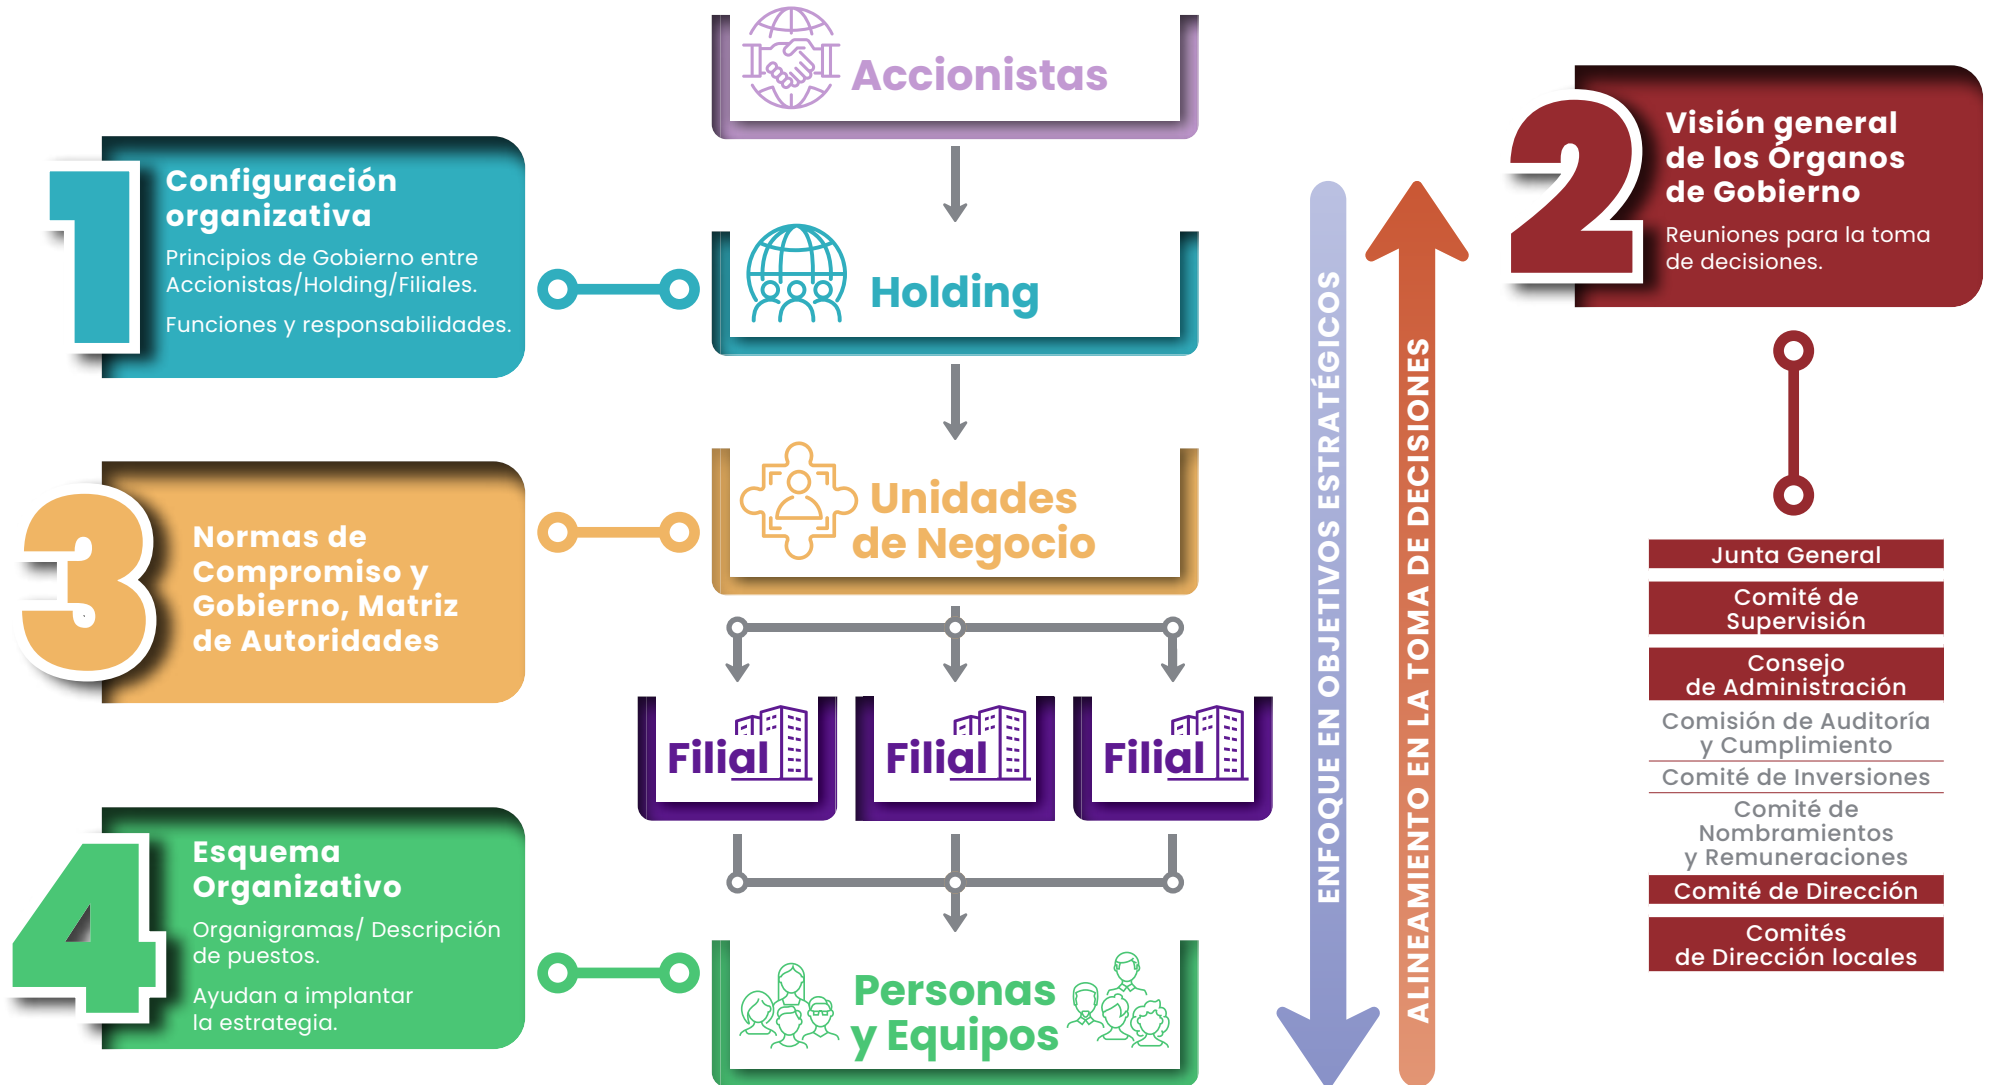 Accionistas
1
Configuración
organizativa
Principios de Gobierno entre
Accionistas/Holding/Filiales.
Funciones y responsabilidades.
Holding
3
Normas de
Compromiso y
Gobierno, Matriz
de Autoridades
Unidades
de Negocio
Filial
Filial
Filial
4
Esquema
Organizativo
Organigramas/ Descripción
de puestos.
Ayudan a implantar
la estrategia.
Personas
y Equipos
ENFOQUE EN OBJETIVOS ESTRATÉGICOS
ALINEAMIENTO EN LA TOMA DE DECISIONES
2
Visión general
de los Órganos
de Gobierno
Reuniones para la toma
de decisiones.
Junta General
Comité de
Supervisión
Consejo
de Administración
Comisión de Auditoría
y Cumplimiento
Comité de Inversiones
Comité de
Nombramientos
y Remuneraciones
Comité de Dirección
Comités
de Dirección locales